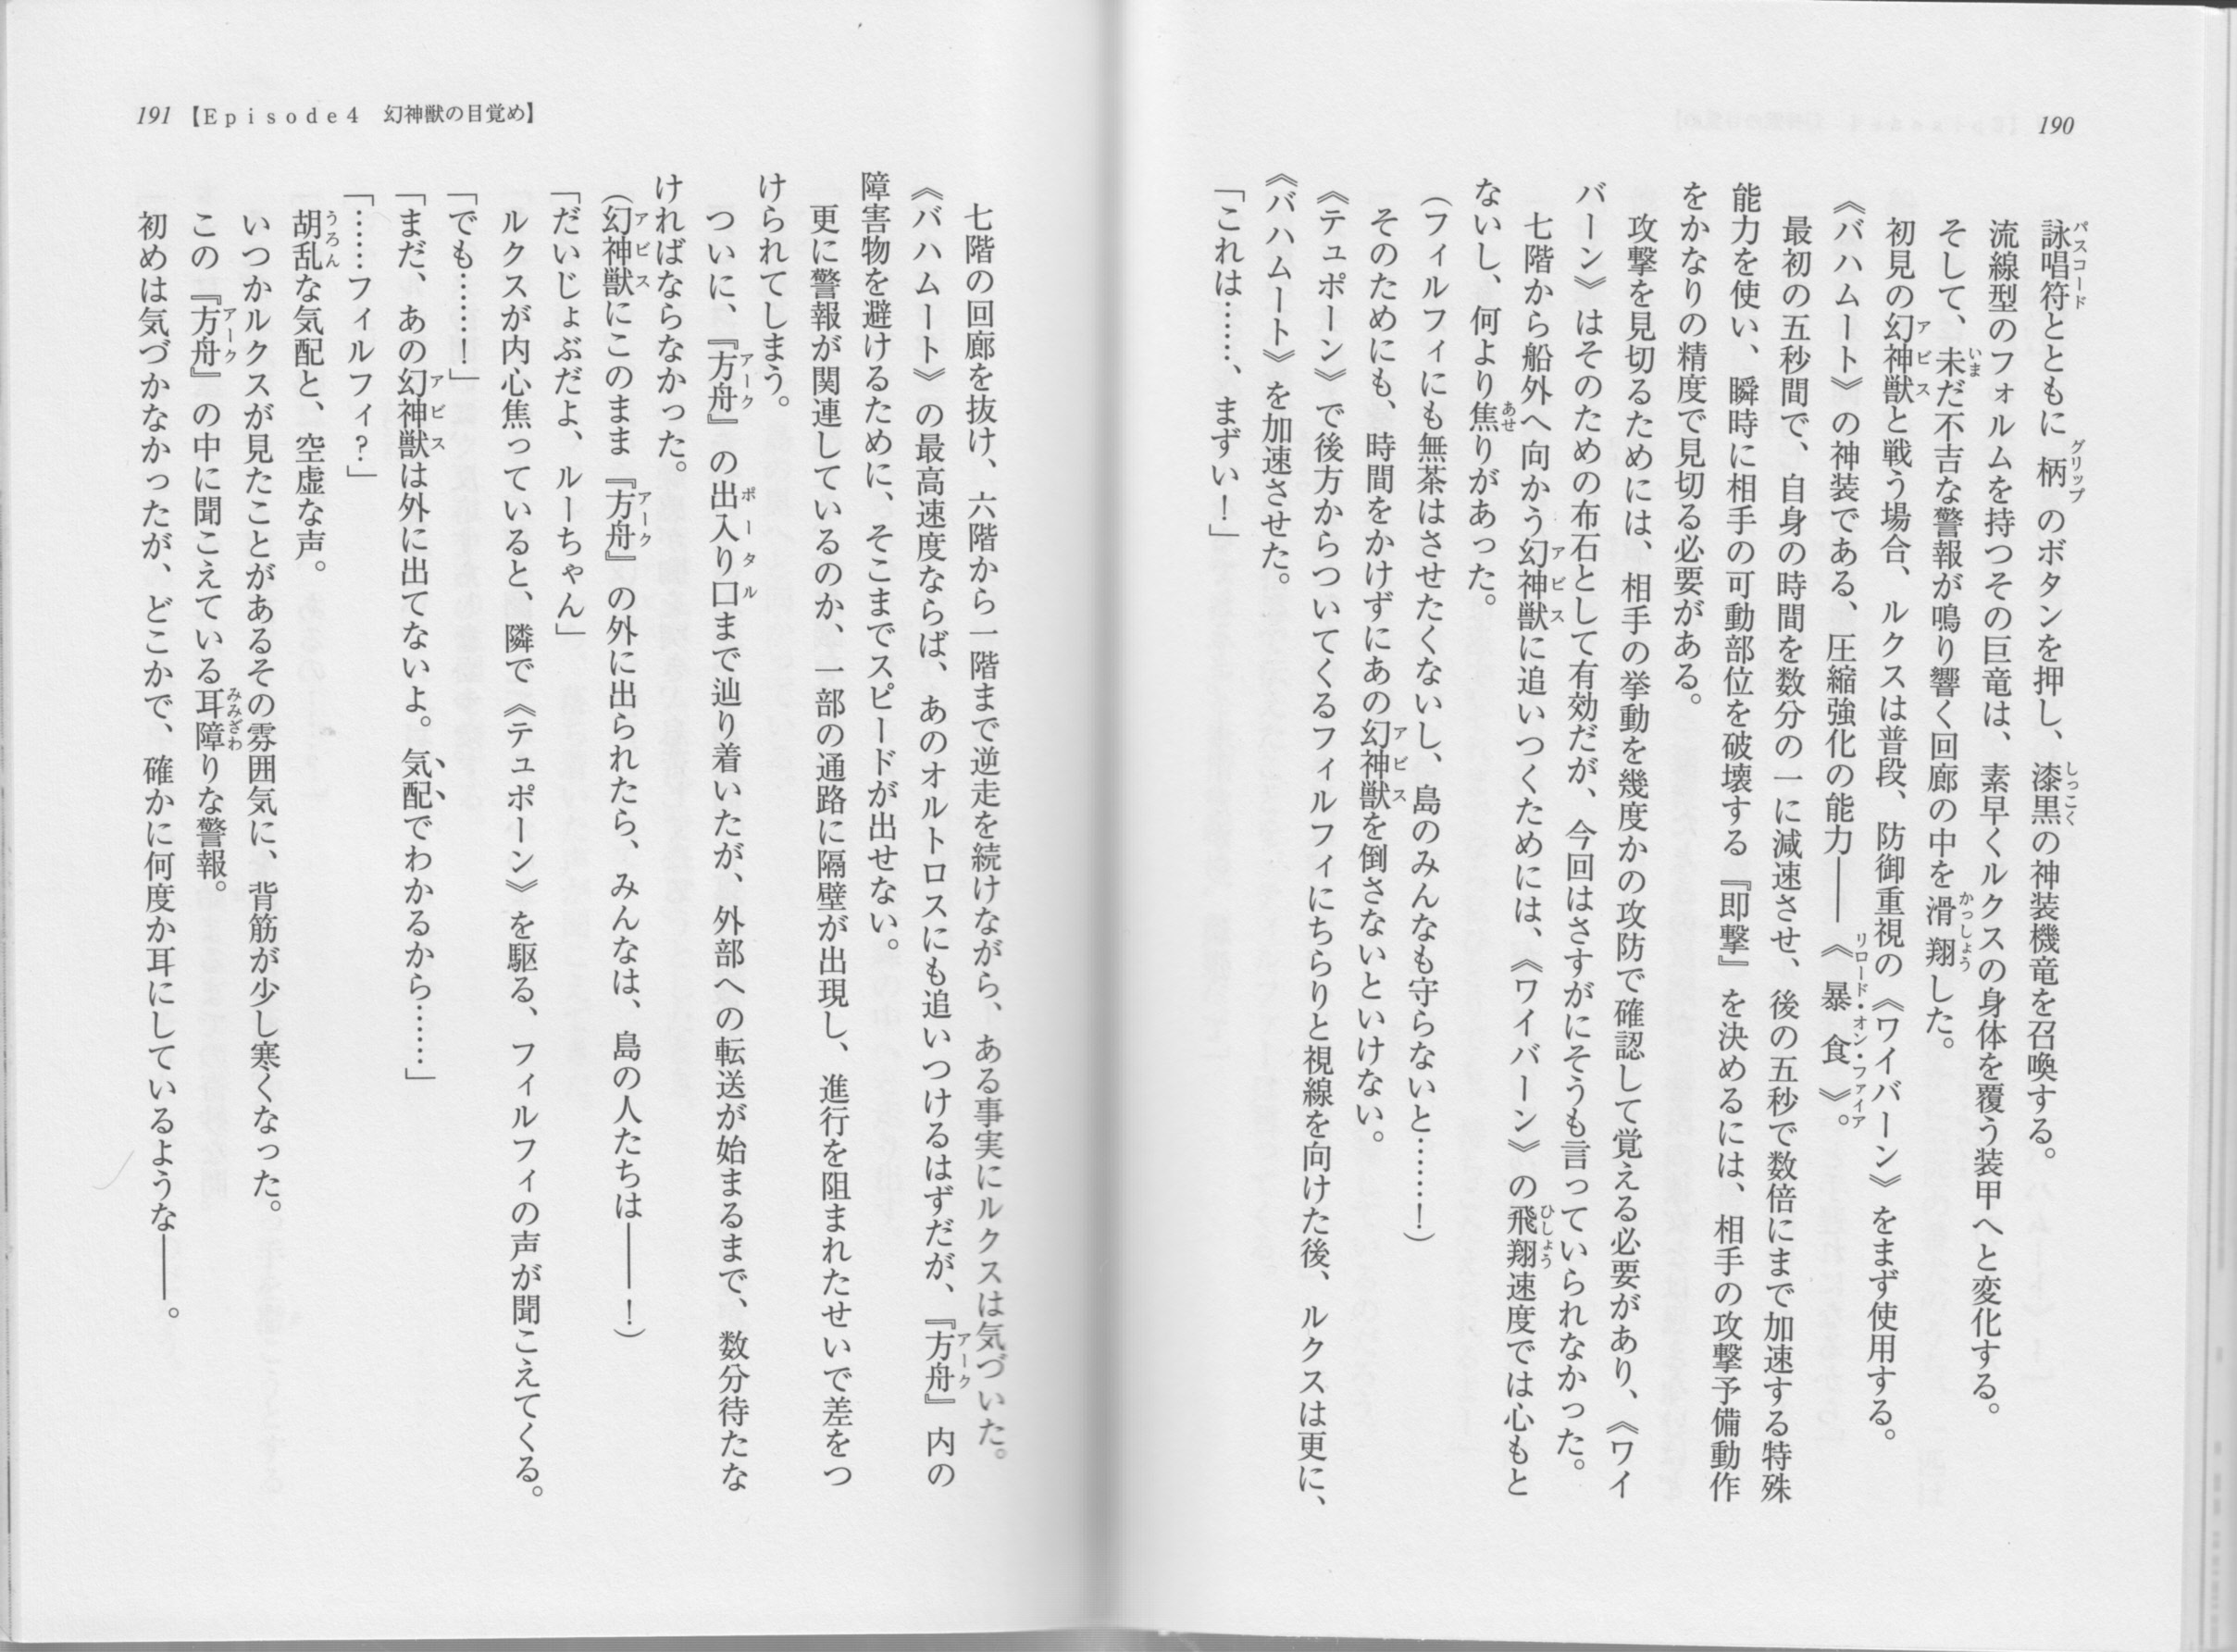 190
詠唱符とともに柄のボタンを押し、漆黒の神装機竜を召喚する。
流線型のフォルムを持つその巨竜は、素早くルクスの身体を覆う装甲へと変化する。
そして、未だ不吉な警報が鳴り響く回廊の中を滑翔した。
初見の幻神獣と戦う場合、ルクスは普段、防御重視の《ワイバーン》をまず使用する。
《バハムート》の神装である、圧縮強化の能力――《暴食》。
最初の五秒間で、自身の時間を数分の一に減速させ、後の五秒で数倍にまで加速する特殊
能力を使い、瞬時に相手の可動部位を破壊する『即撃』を決めるには、相手の攻撃予備動作
をかなりの精度で見切る必要がある。
攻撃を見切るためには、相手の挙動を幾度かの攻防で確認して覚える必要があり、《ワイ
バーン》はそのための布石として有効だが、今回はさすがにそうも言っていられなかった。
七階から船外へ向かう幻神獣に追いつくためには、《ワイバーン》の飛翔速度では心もと
ないし、何より焦りがあった。
(フィルフィにも無茶はさせたくないし、島のみんなも守らないと……！)
そのためにも、時間をかけずにあの幻神獣を倒さないといけない。
《テュポーン》で後方からついてくるフィルフィにちらりと視線を向けた後、ルクスは更に、
《バハムート》を加速させた。
「これは……、まずい！」
191【Episode4 幻神獣の目覚め】
七階の回廊を抜け、六階から一階まで逆走を続けながら、ある事実にルクスは気づいた。
《バハムート》の最高速度ならば、あのオルトロスにも追いつけるはずだが、『方舟』内の
障害物を避けるために、そこまでスピードが出せない。
更に警報が関連しているのか、一部の通路に隔壁が出現し、進行を阻まれたせいで差をつ
けられてしまう。
ついに、『方舟』の出入り口まで辿り着いたが、外部への転送が始まるまで、数分待たな
ければならなかった。
(幻神獣にこのまま『方舟』の外に出られたら、みんなは、島の人たちは――！)
「だいじょぶだよ、ルーちゃん」
ルクスが内心焦っていると、隣で《テュポーン》を駆る、フィルフィの声が聞こえてくる。
「でも……！」
「まだ、あの幻神獣は外に出てないよ。気配でわかるから……」
「……フィルフィ？」
胡乱な気配と、空虚な声。
いつかルクスが見たことがあるその雰囲気に、背筋が少し寒くなった。
この『方舟』の中に聞こえている耳障りな警報。
初めは気づかなかったが、どこかで、確かに何度か耳にしているような――。